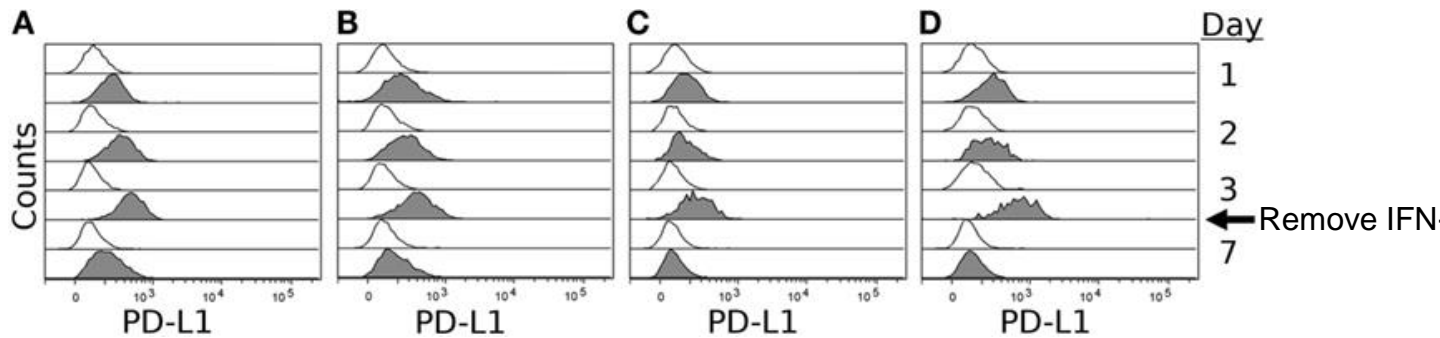 A B C D Day
1
2
3
Remove IFN-
7
Counts
0 10³ 10⁴ 10⁵ 0 10³ 10⁴ 10⁵ 0 10³ 10⁴ 10⁵ 0 10³ 10⁴ 10⁵
PD-L1 PD-L1 PD-L1 PD-L1